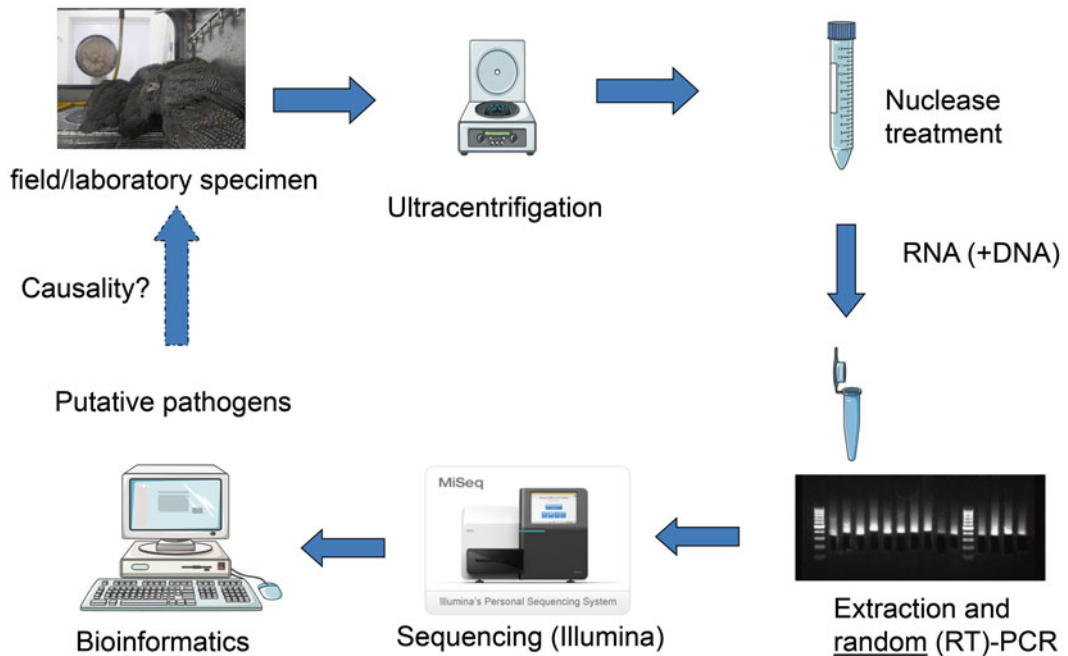 field/laboratory specimen
Ultracentrifigation
Nuclease
treatment
RNA (+DNA)
Extraction and
random (RT)-PCR
MiSeq
Illumina's Personal Sequencing System
Sequencing (Illumina)
Bioinformatics
Putative pathogens
Causality?